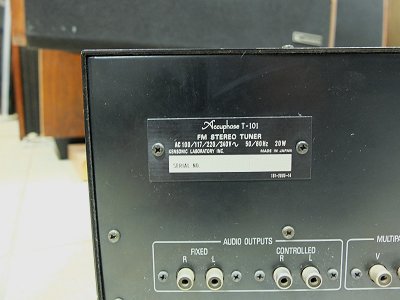 Accuphase T-101
FM STEREO TUNER
AC 100/117/220/240V~ 50/60Hz 20W
KENSONIC LABORATORY INC. MADE IN JAPAN
SERIAL NO.
AUDIO OUTPUTS
FIXED CONTROLLED
R L R L
MULTIPA
V